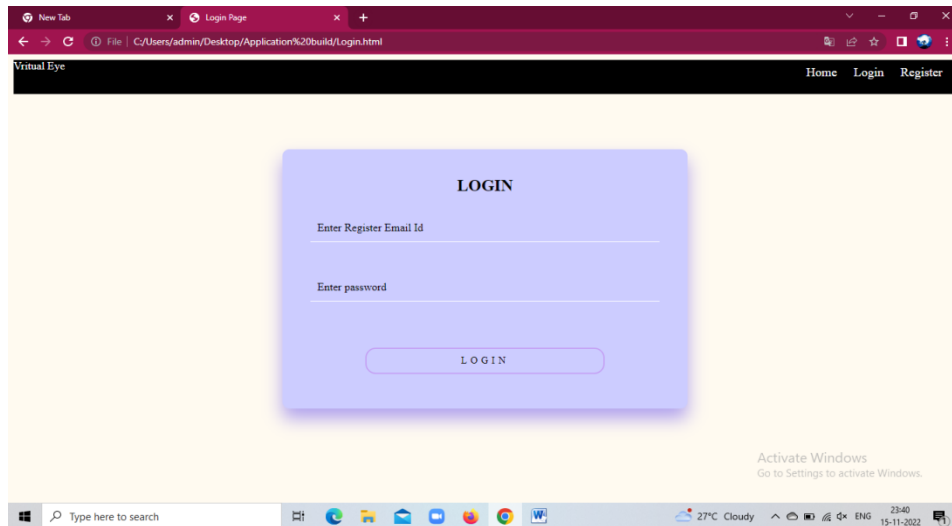 New Tab
Login Page
File C:/Users/admin/Desktop/Application%20build/Login.html
Vritual Eye
Home Login Register
LOGIN
Enter Register Email Id
Enter password
LOGIN
Activate Windows
Go to Settings to activate Windows.
Type here to search
27°C Cloudy
ENG
23:40
15-11-2022